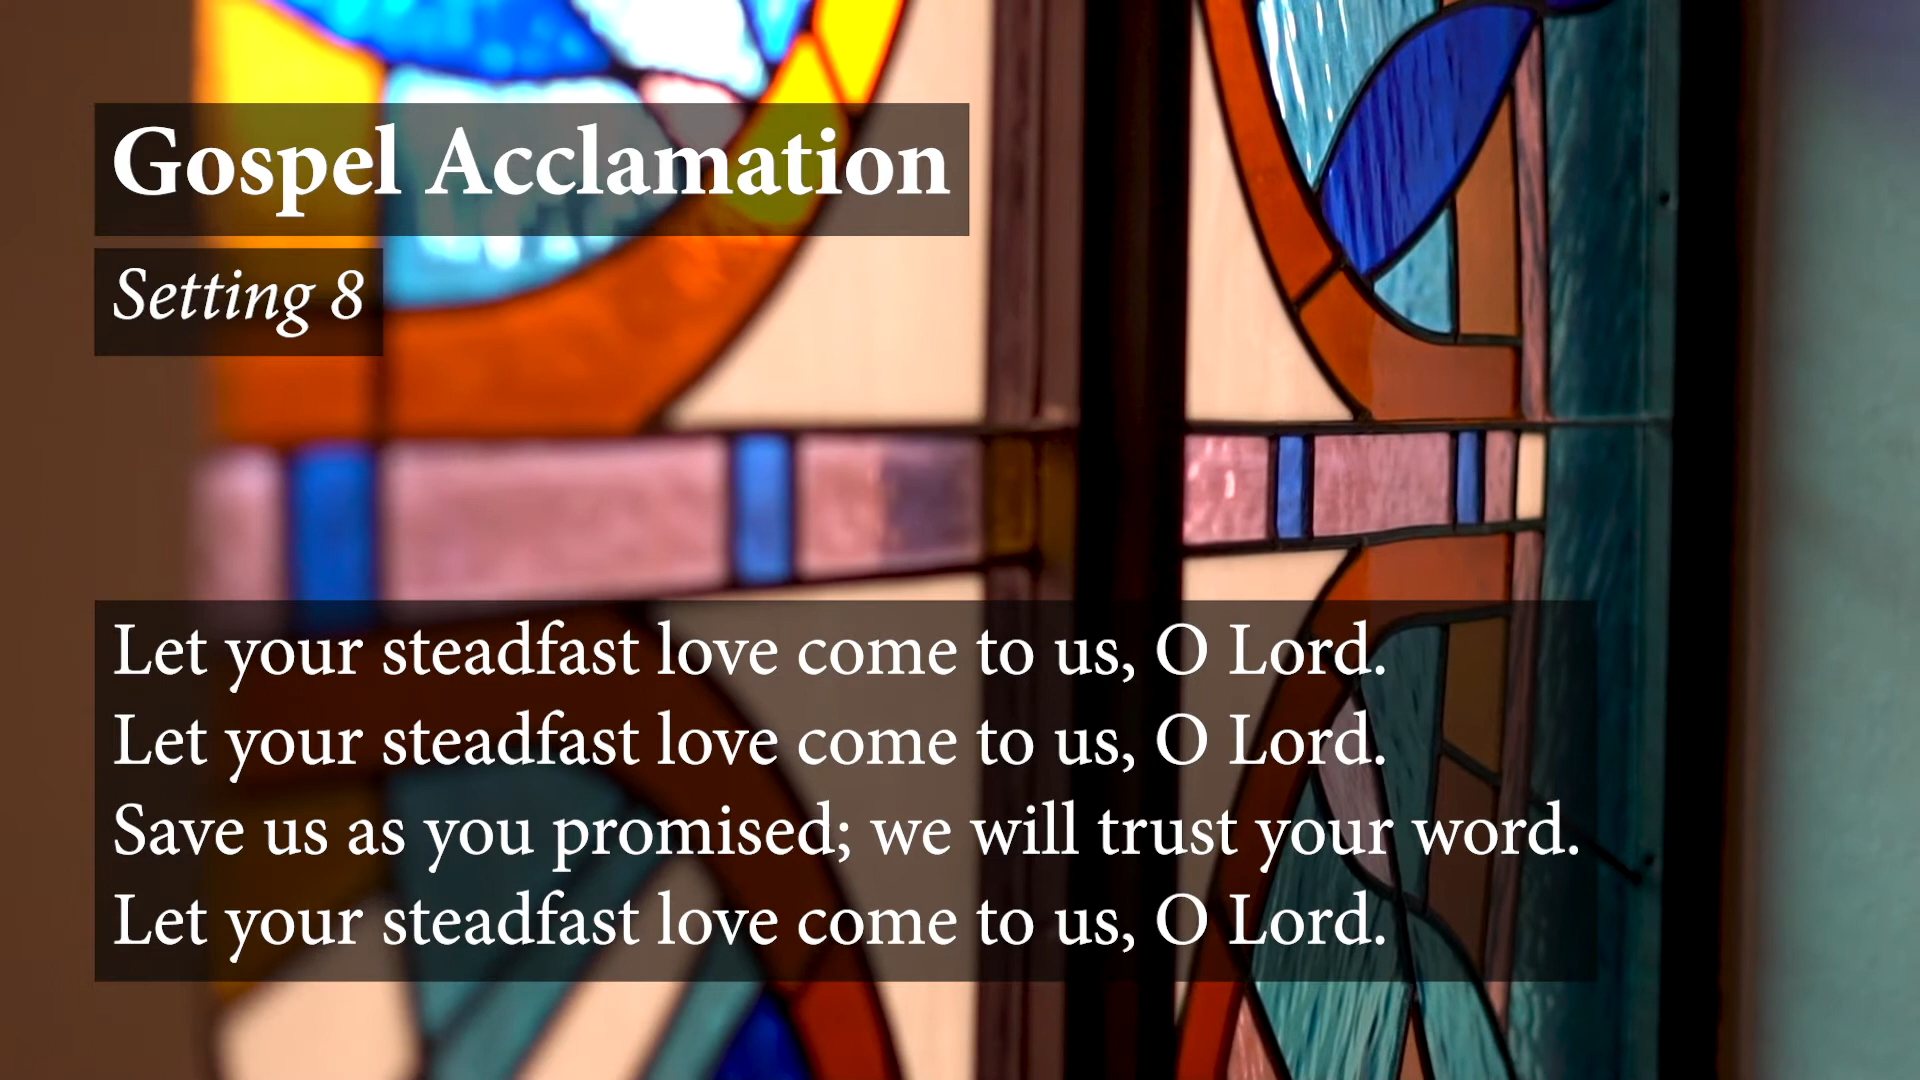 Gospel Acclamation
Setting 8
Let your steadfast love come to us, O Lord.
Let your steadfast love come to us, O Lord.
Save us as you promised; we will trust your word.
Let your steadfast love come to us, O Lord.